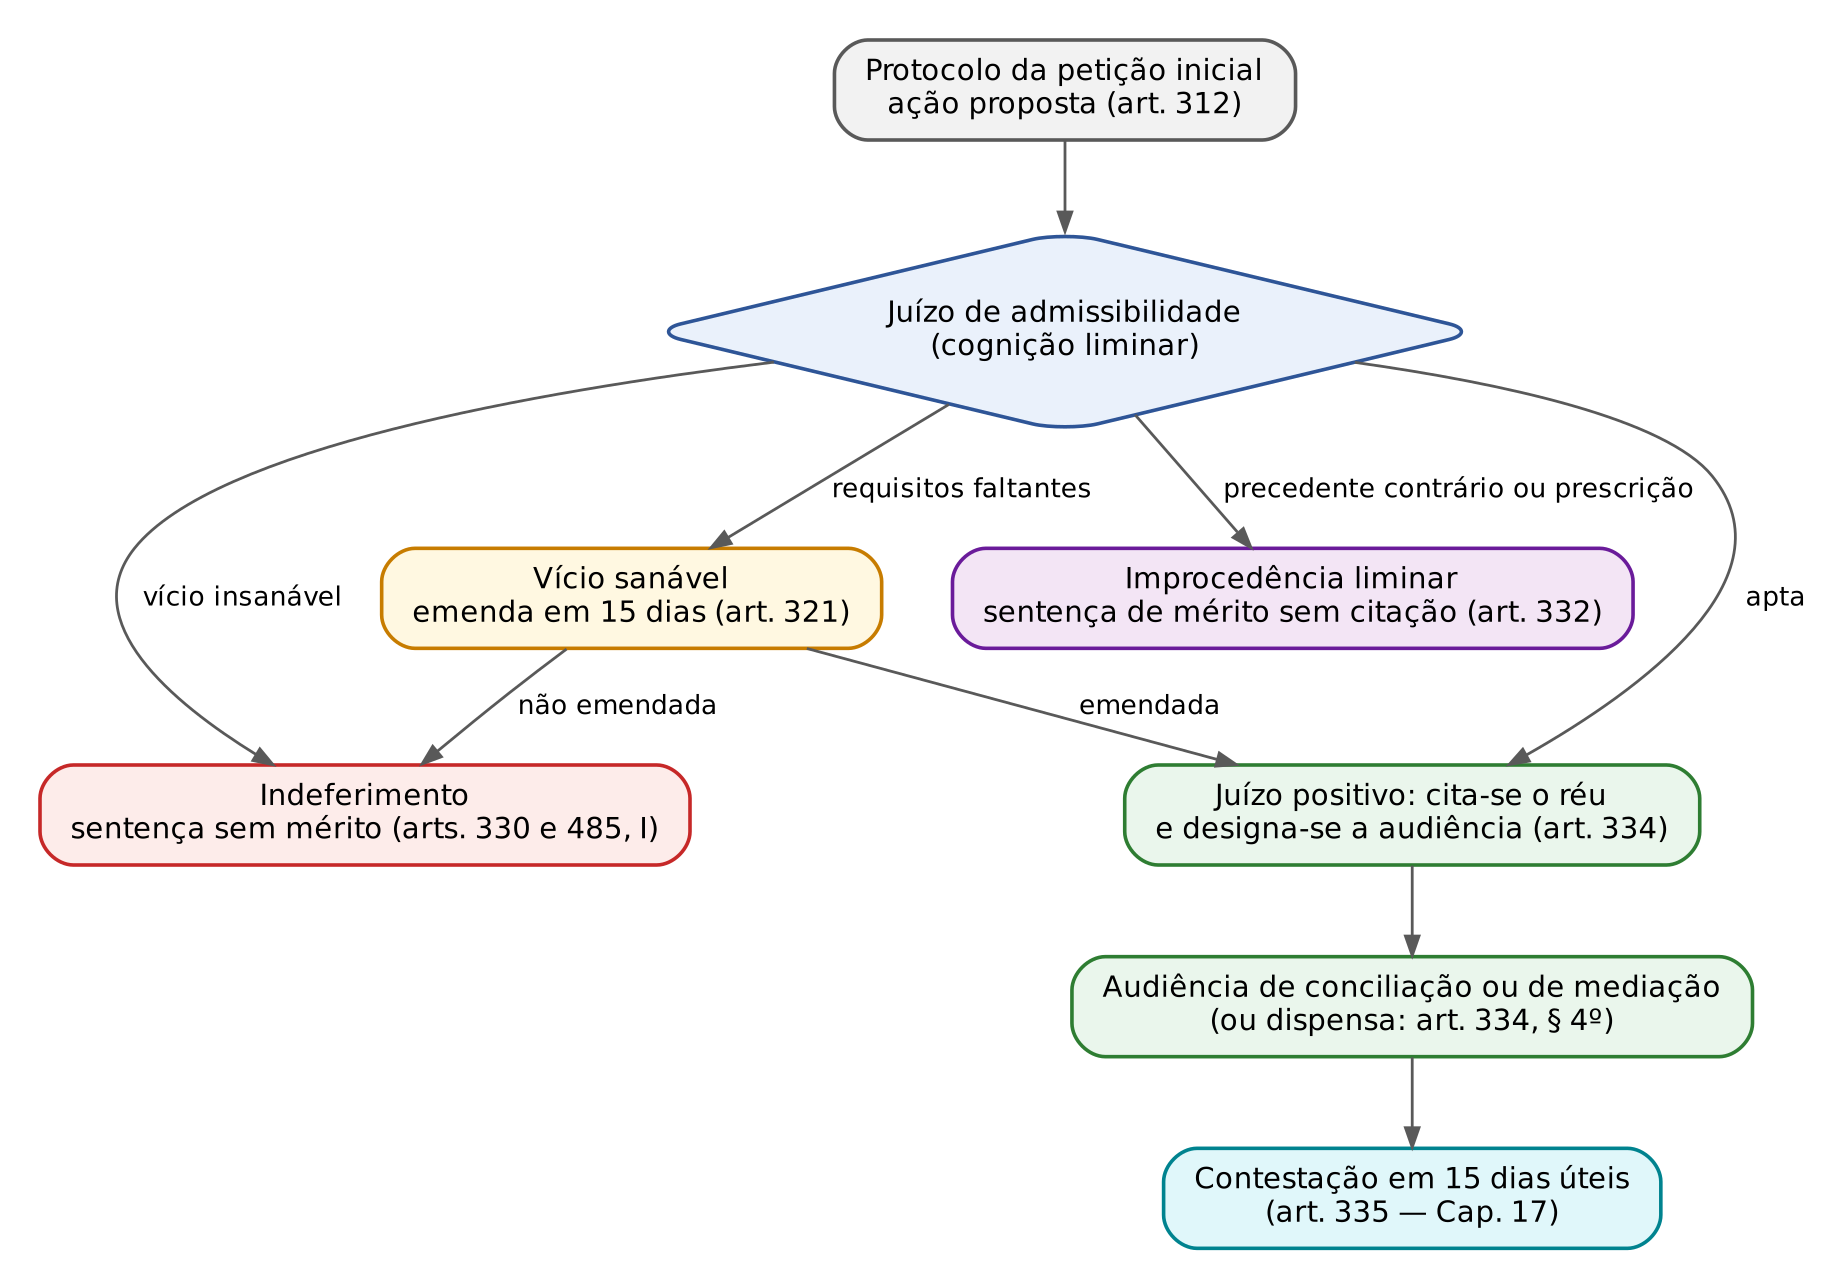 Protocolo da petição inicial
ação proposta (art. 312)
Juízo de admissibilidade
(cognição liminar)
requisitos faltantes
precedente contrário ou prescrição
vício insanável
Vício sanável
emenda em 15 dias (art. 321)
Improcedência liminar
sentença de mérito sem citação (art. 332)
apta
não emendada
emendada
Indeferimento
sentença sem mérito (arts. 330 e 485, I)
Juízo positivo: cita-se o réu
e designa-se a audiência (art. 334)
Audiência de conciliação ou de mediação
(ou dispensa: art. 334, § 4º)
Contestação em 15 dias úteis
(art. 335 — Cap. 17)